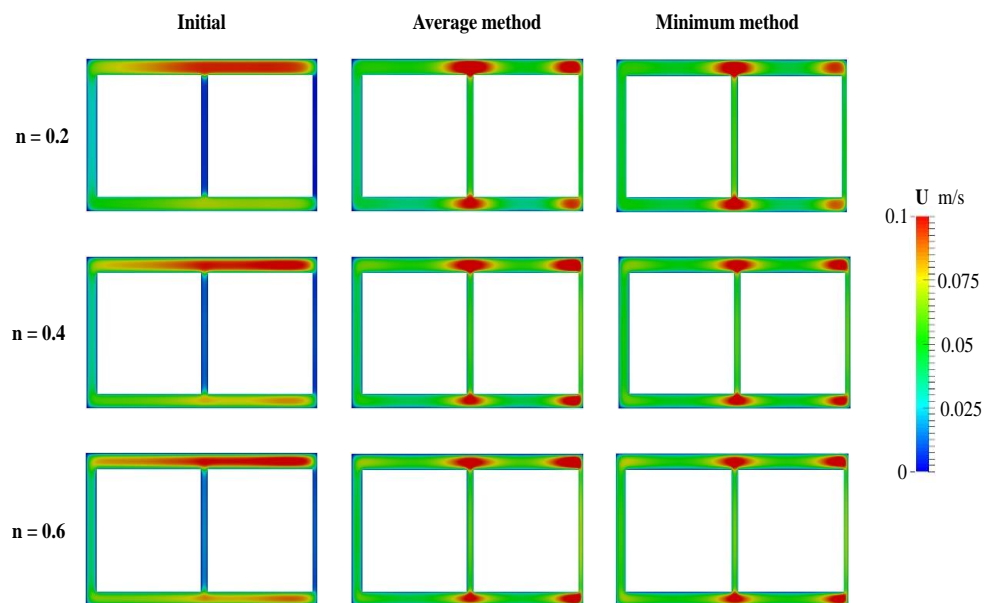 Initial Average method Minimum method
n = 0.2
U m/s
0.1
0.075
n = 0.4
0.05
0.025
0
n = 0.6